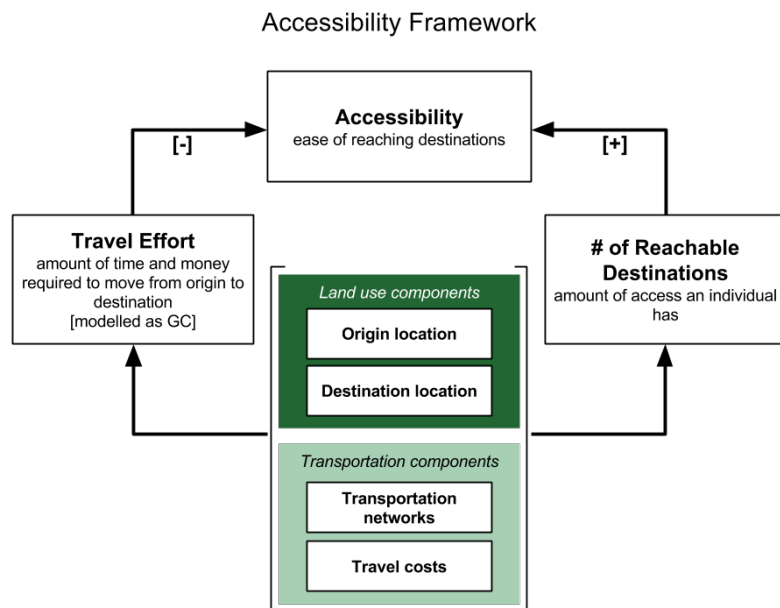 Accessibility Framework
Accessibility
ease of reaching destinations
[-]
[+]
Travel Effort
amount of time and money
required to move from origin to
destination
[modelled as GC]
# of Reachable
Destinations
amount of access an individual
has
Land use components
Origin location
Destination location
Transportation components
Transportation
networks
Travel costs